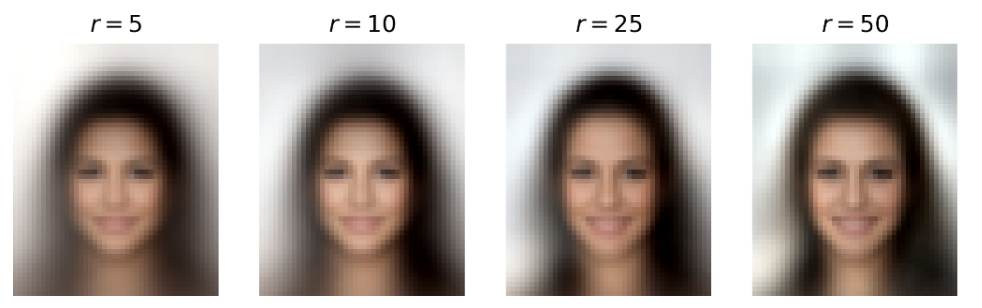 r = 5
r = 10
r = 25
r = 50